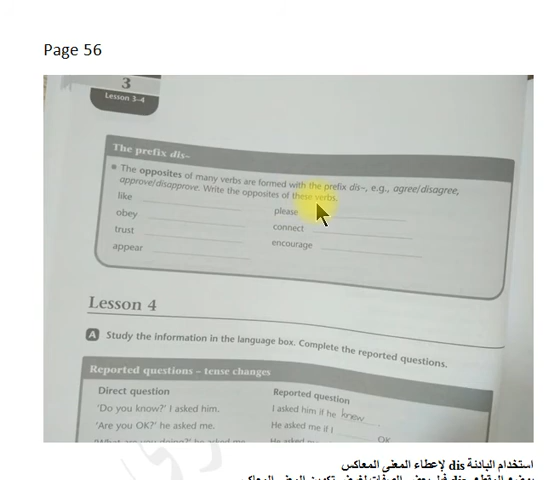 Page 56
3
Lesson 3–4
The prefix dis–
• The opposites of many verbs are formed with the prefix dis–, e.g., agree/disagree,
approve/disapprove. Write the opposites of these verbs.
like
please
obey
connect
trust
encourage
appear
Lesson 4
A Study the information in the language box. Complete the reported questions.
Reported questions – tense changes
Direct question
Reported question
'Do you know?' I asked him.
I asked him if he knew
'Are you OK?' he asked me.
He asked me if I OK
استخدام البادئة dis لإعطاء المعنى المعاكس